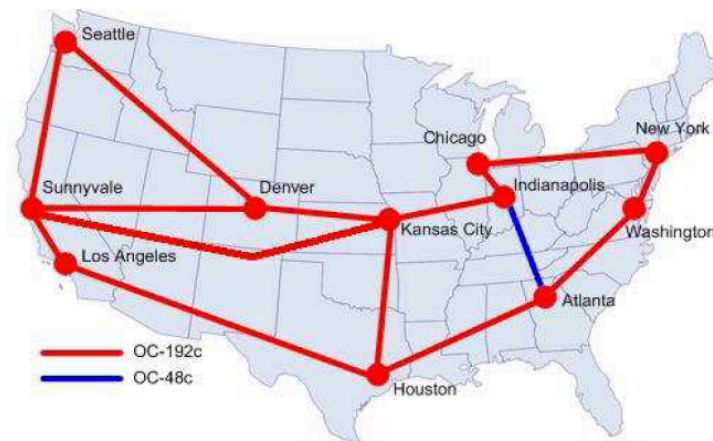 Seattle
Chicago
New York
Sunnyvale
Denver
Indianapolis
Kansas City
Washington
Los Angeles
Atlanta
OC-192c
OC-48c
Houston